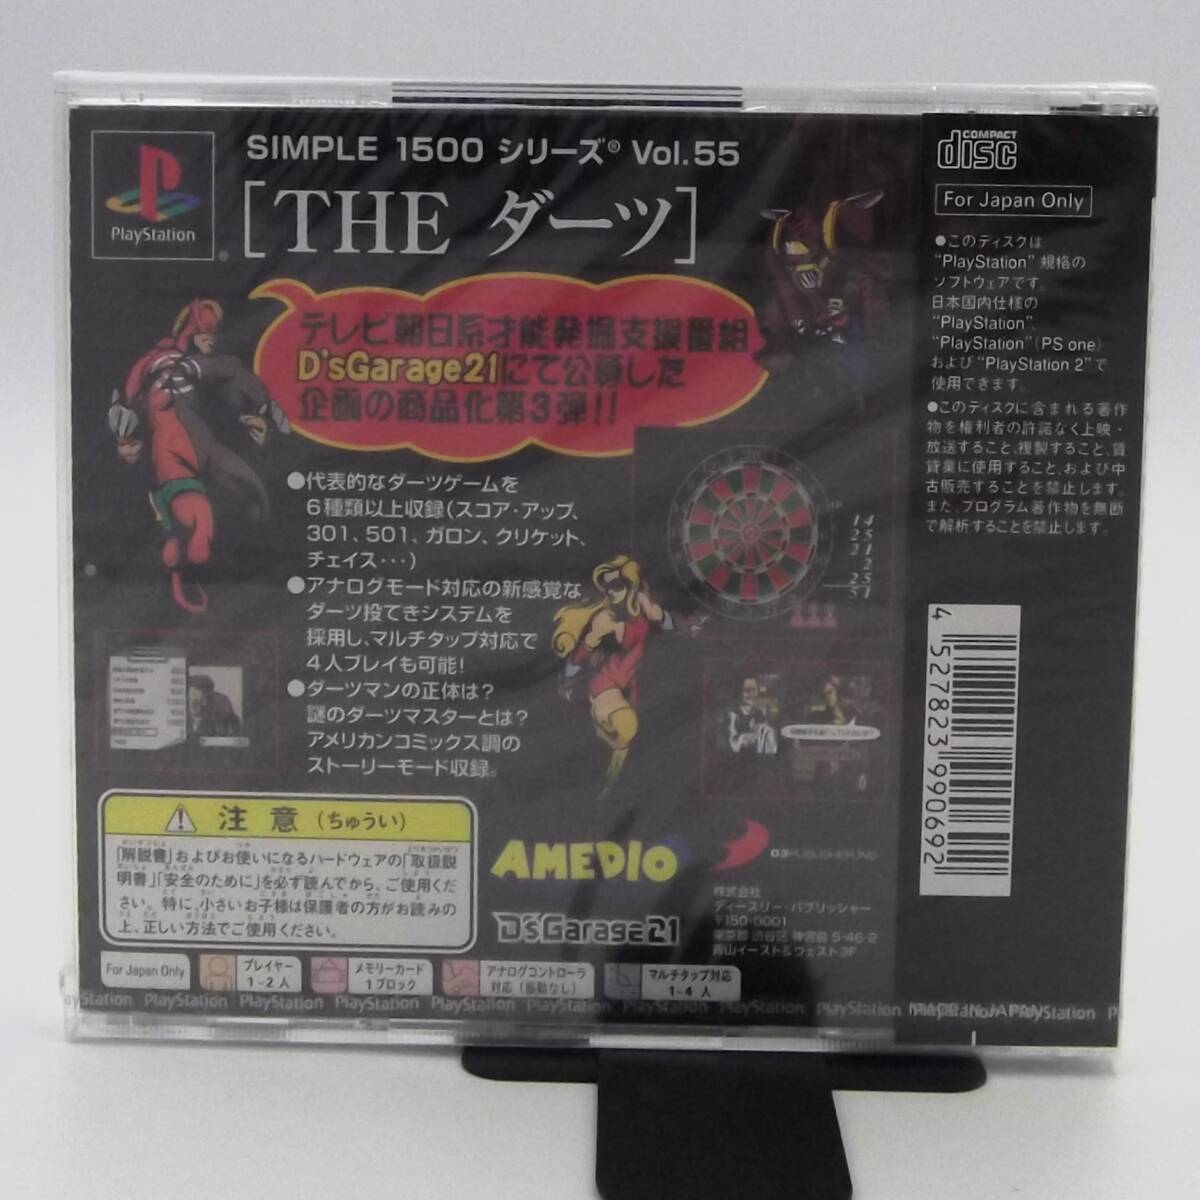 SIMPLE 1500 シリーズ® Vol.55
[THE ダーツ]
PlayStation
®
テレビ朝日系才能発掘支援番組
D'sGarage21にて公募した
企画の商品化第3弾!!
●代表的なダーツゲームを
6種類以上収録(スコア・アップ、
301、501、ガロン、クリケット、
チェイス・・・)
●アナログモード対応の新感覚な
ダーツ投てきシステムを
採用し、マルチタップ対応で
4人プレイも可能!
●ダーツマンの正体は?
謎のダーツマスターとは?
アメリカンコミックス調の
ストーリーモード収録。
14
25
21
2
25
51
注意(ちゅうい)
「解説書」およびお使いになるハードウェアの「取扱説
明書」「安全のために」を必ず読んでから、ご使用くだ
さい。特に、小さいお子様は保護者の方がお読みの
上、正しい方法でご使用ください。
AMEDIO
D3PUBLISHER INC
D'sGarage21
株式会社
ディースリー・パブリッシャー
〒150-0001
東京都 渋谷区 神宮前 5-46-2
青山イースト&ウェスト3F
For Japan Only
プレイヤー
1~2人
メモリーカード
1ブロック
アナログコントローラ
対応(振動なし)
マルチタップ対応
1~4人
PlayStation PlayStation PlayStation PlayStation PlayStation PlayStation PlayStation PlayStation PlayStation PlayStation
MADE IN JAPAN
COMPACT
disc
For Japan Only
●このディスクは
"PlayStation" 規格の
ソフトウェアです。
日本国内仕様の
"PlayStation"、
"PlayStation"(PS one)
および"PlayStation 2"で
使用できます。
●このディスクに含まれる著作
物を権利者の許諾なく上映・
放送すること、複製すること、賃
貸業に使用すること、および中
古販売することを禁止します。
また、プログラム著作物を無断
で解析することを禁止します。
4 527823 990692